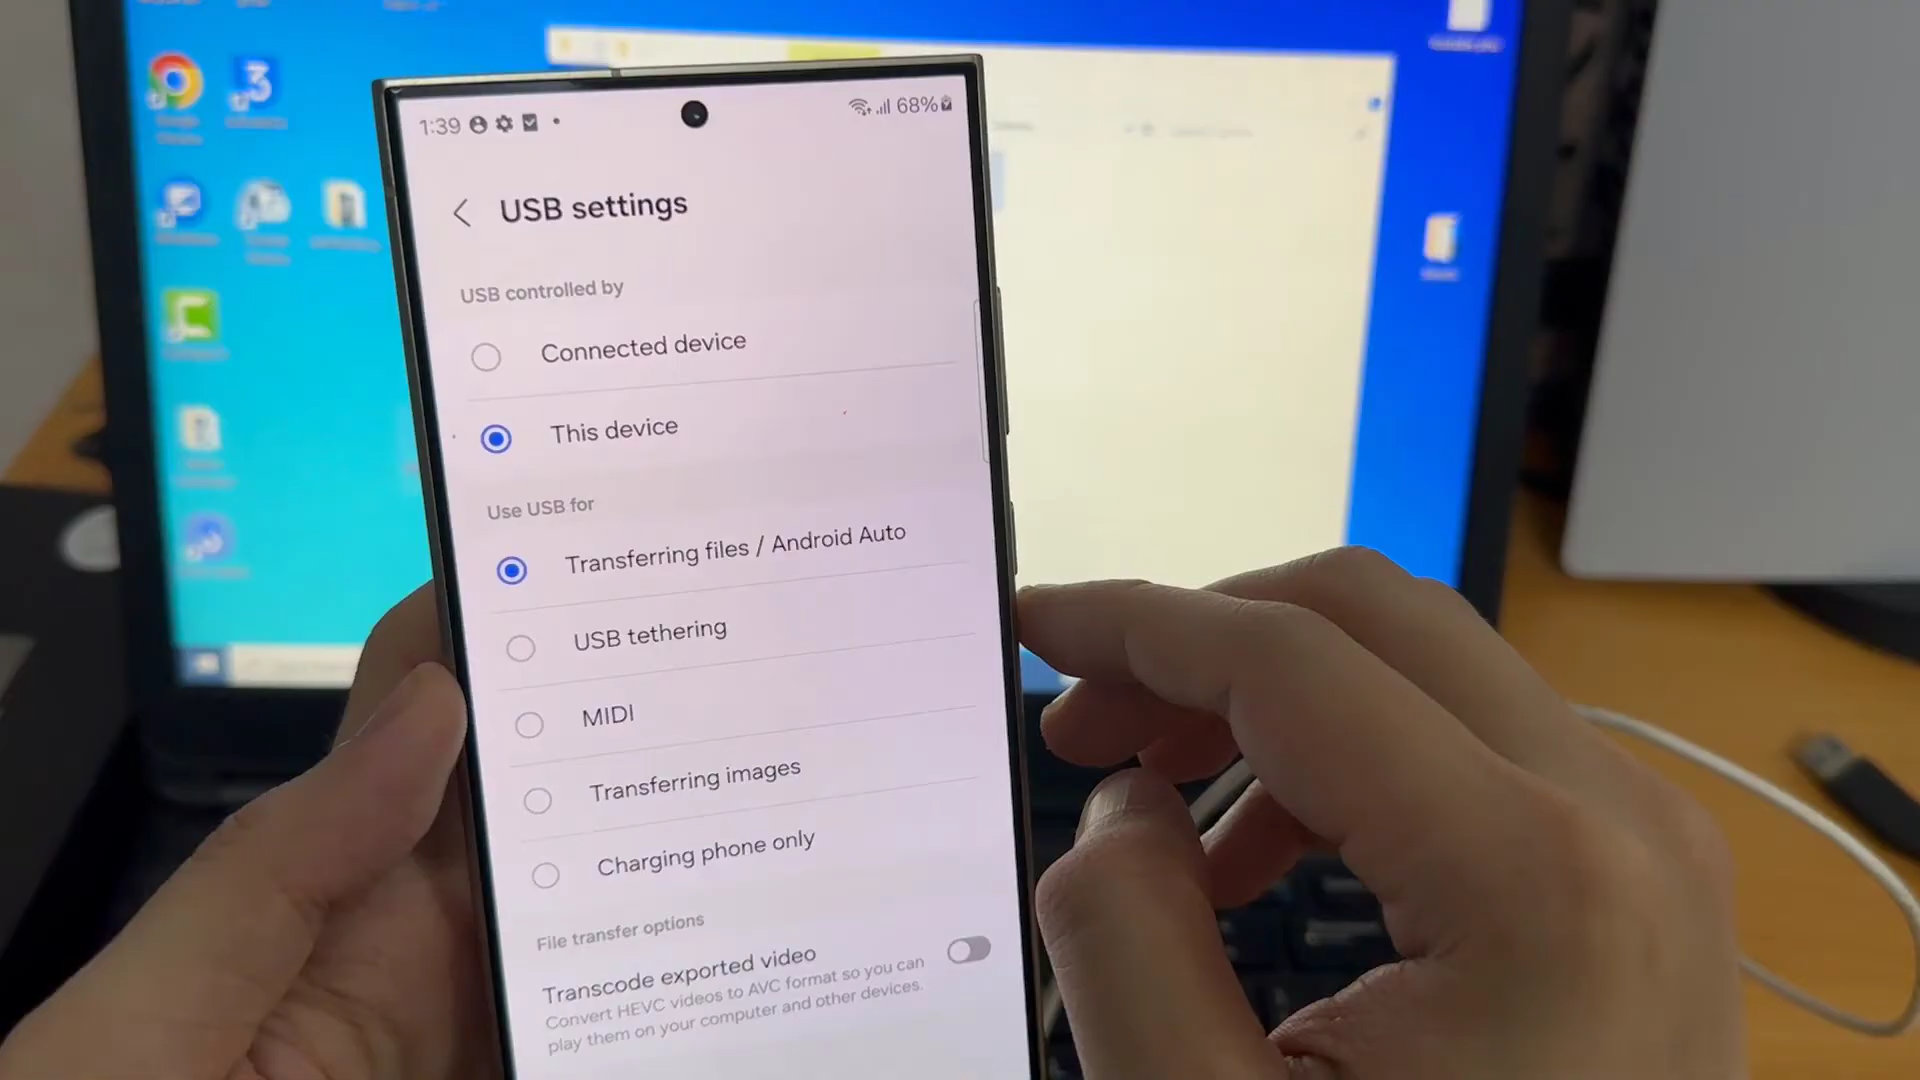 1:39
68%
USB settings
USB controlled by
Connected device
This device
Use USB for
Transferring files / Android Auto
USB tethering
MIDI
Transferring images
Charging phone only
File transfer options
Transcode exported video
Convert HEVC videos to AVC format so you can
play them on your computer and other devices.